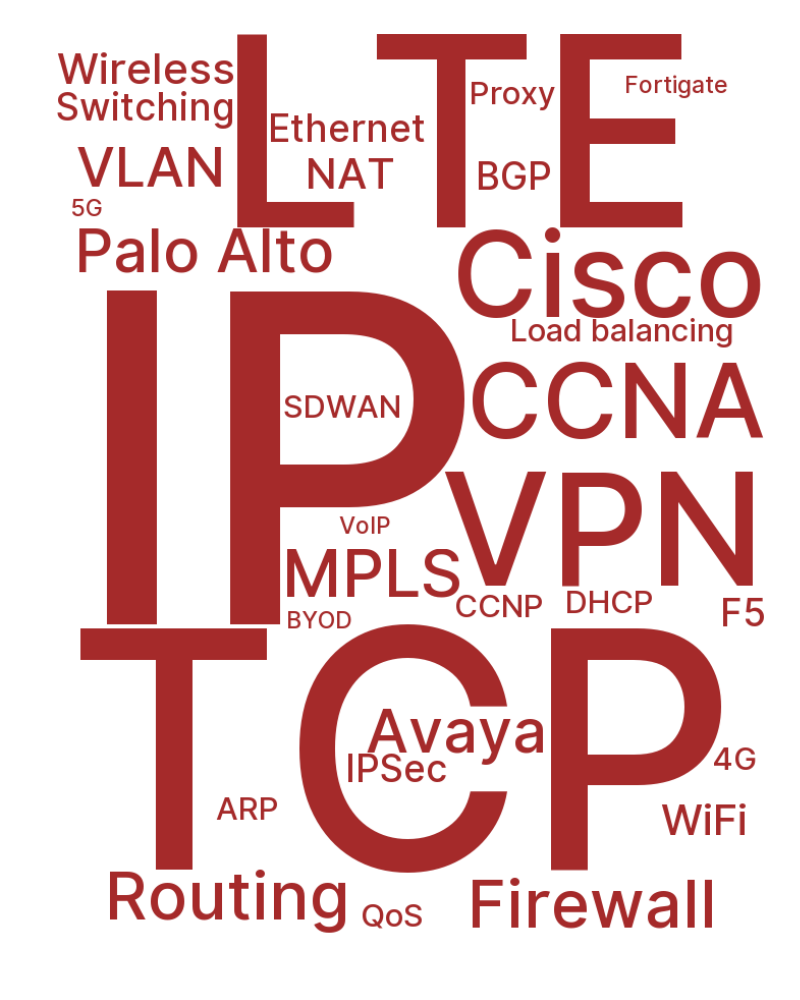 LTE
Wireless
Switching
Ethernet
Proxy
Fortigate
VLAN
NAT
BGP
5G
Palo Alto
Cisco
Load balancing
IP
SDWAN
CCNA
VPN
VoIP
MPLS
CCNP
DHCP
F5
BYOD
TCP
Avaya
IPSec
4G
ARP
WiFi
Routing
QoS
Firewall